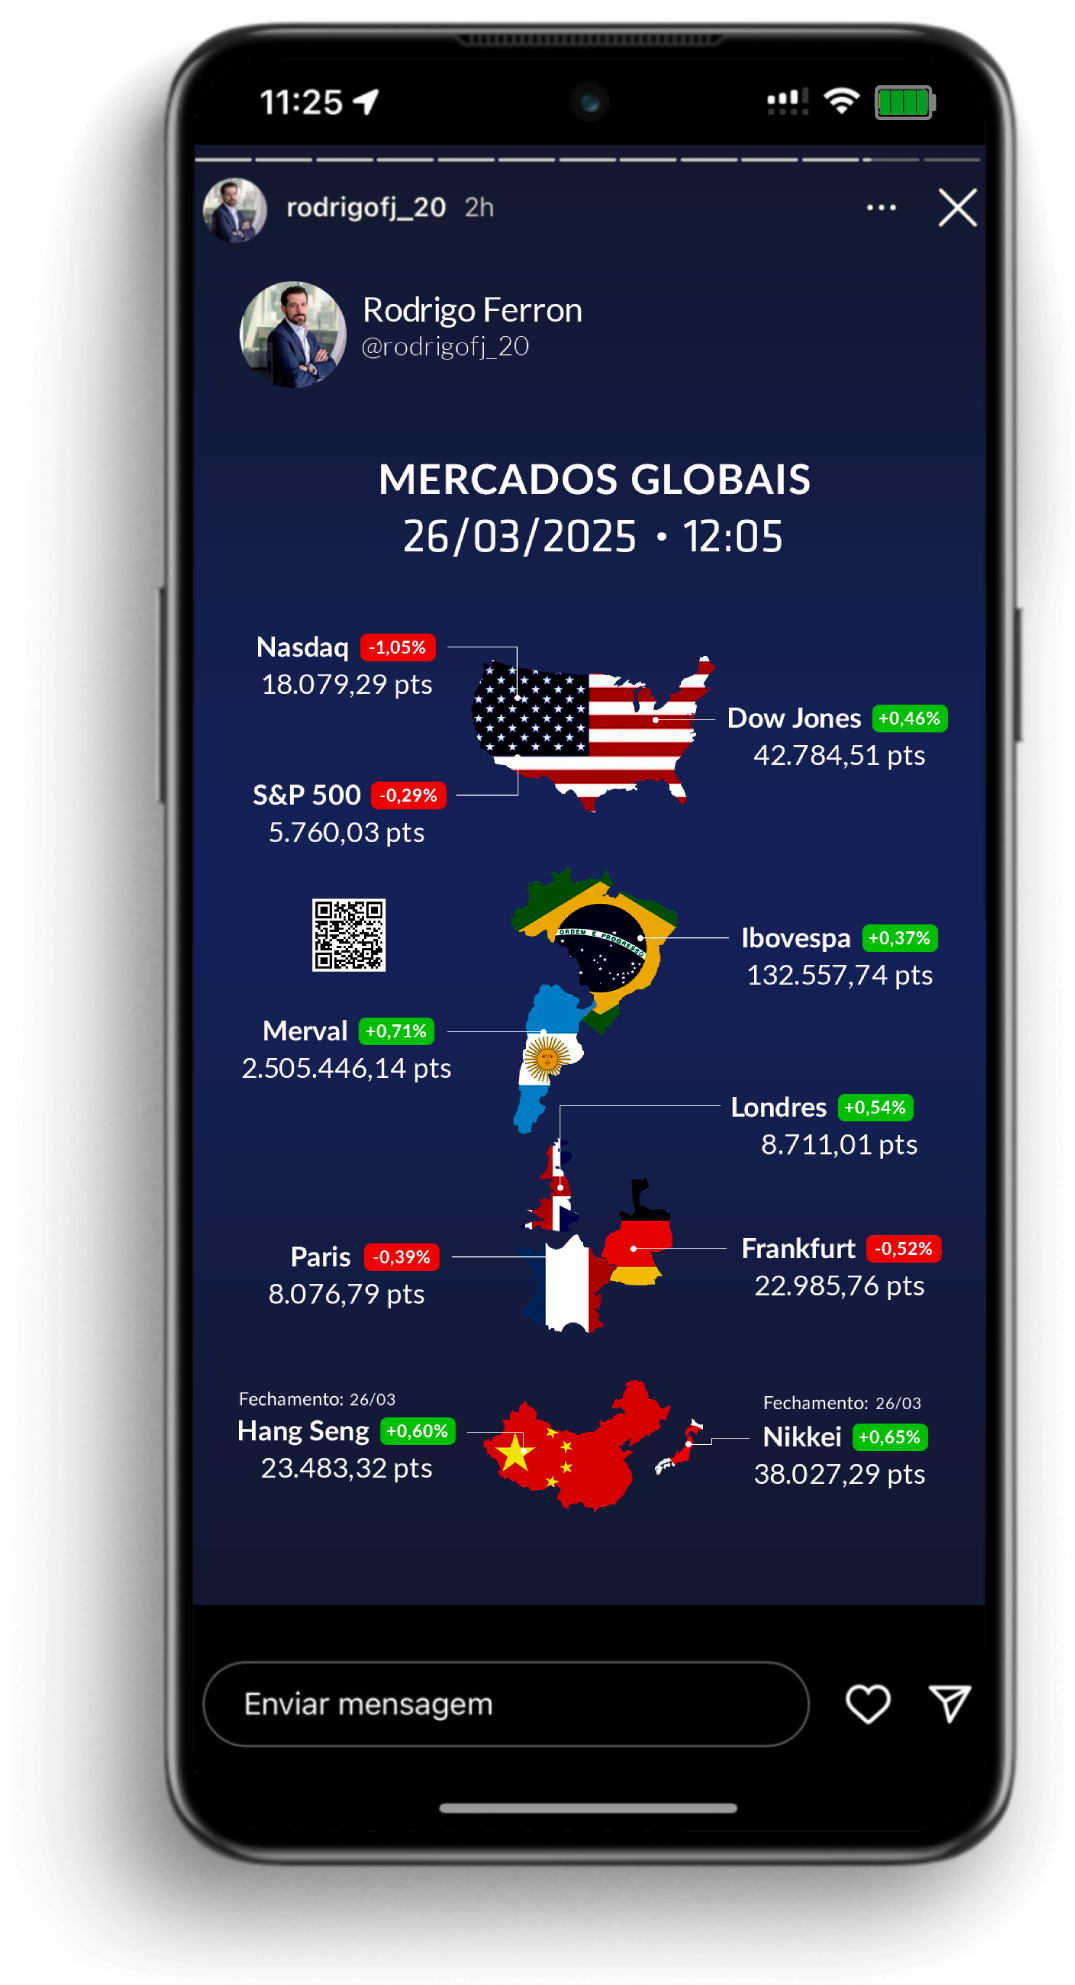 11:25
rodrigofj_20 2h
Rodrigo Ferron
@rodrigofj_20
MERCADOS GLOBAIS
26/03/2025 • 12:05
Nasdaq -1,05%
18.079,29 pts
Dow Jones +0,46%
42.784,51 pts
S&P 500 -0,29%
5.760,03 pts
ORDEM E PROGRESSO
Ibovespa +0,37%
132.557,74 pts
Merval +0,71%
2.505.446,14 pts
Londres +0,54%
8.711,01 pts
Paris -0,39%
8.076,79 pts
Frankfurt -0,52%
22.985,76 pts
Fechamento: 26/03
Hang Seng +0,60%
23.483,32 pts
Fechamento: 26/03
Nikkei +0,65%
38.027,29 pts
Enviar mensagem